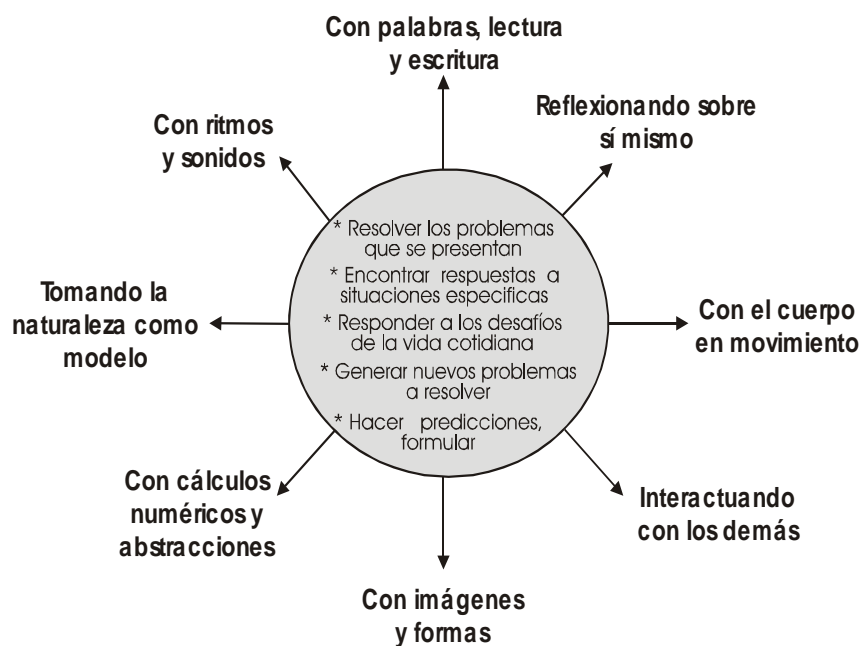 Con palabras, lectura
y escritura
Reflexionando sobre
sí mismo
Con ritmos
y sonidos
* Resolver los problemas
que se presentan
* Encontrar respuestas a
situaciones especificas
* Responder a los desafíos
de la vida cotidiana
* Generar nuevos problemas
a resolver
* Hacer predicciones,
formular
Tomando la
naturaleza como
modelo
Con el cuerpo
en movimiento
Con cálculos
numéricos y
abstracciones
Interactuando
con los demás
Con imágenes
y formas